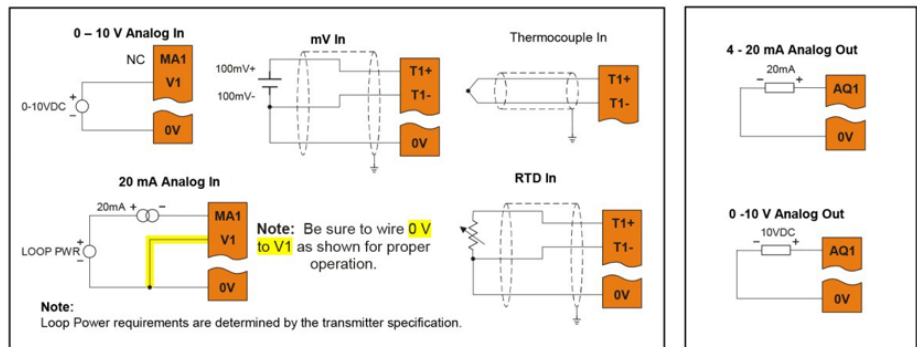 0 – 10 V Analog In
NC
MA1
V1
0-10VDC
+
–
0V
mV In
100mV+
100mV-
T1+
T1-
0V
Thermocouple In
T1+
T1-
20 mA Analog In
20mA + –
MA1
V1
LOOP PWR
+
–
0V
Note: Be sure to wire 0 V
to V1 as shown for proper
operation.
RTD In
T1+
T1-
0V
Note:
Loop Power requirements are determined by the transmitter specification.
4 - 20 mA Analog Out
20mA
– +
AQ1
0V
0 -10 V Analog Out
10VDC
– +
AQ1
0V